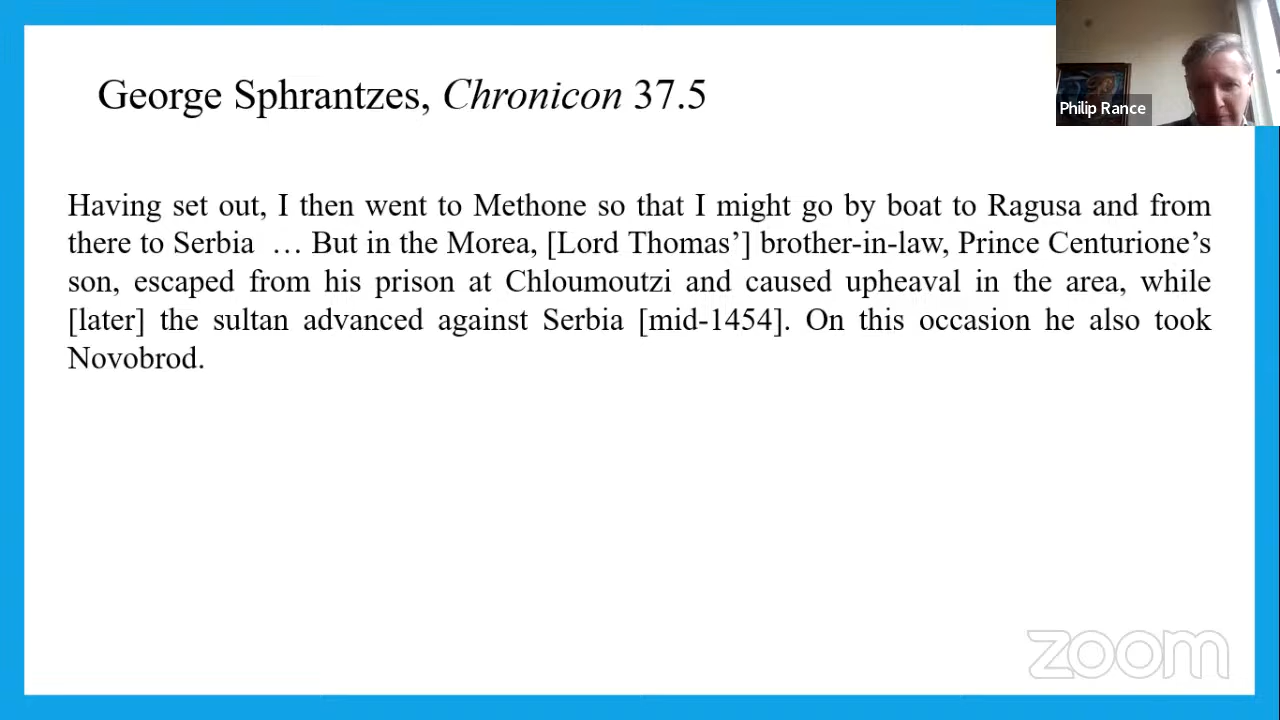 George Sphrantzes, Chronicon 37.5
Philip Rance
Having set out, I then went to Methone so that I might go by boat to Ragusa and from
there to Serbia … But in the Morea, [Lord Thomas’] brother-in-law, Prince Centurione’s
son, escaped from his prison at Chloumoutzi and caused upheaval in the area, while
[later] the sultan advanced against Serbia [mid-1454]. On this occasion he also took
Novobrod.
zoom